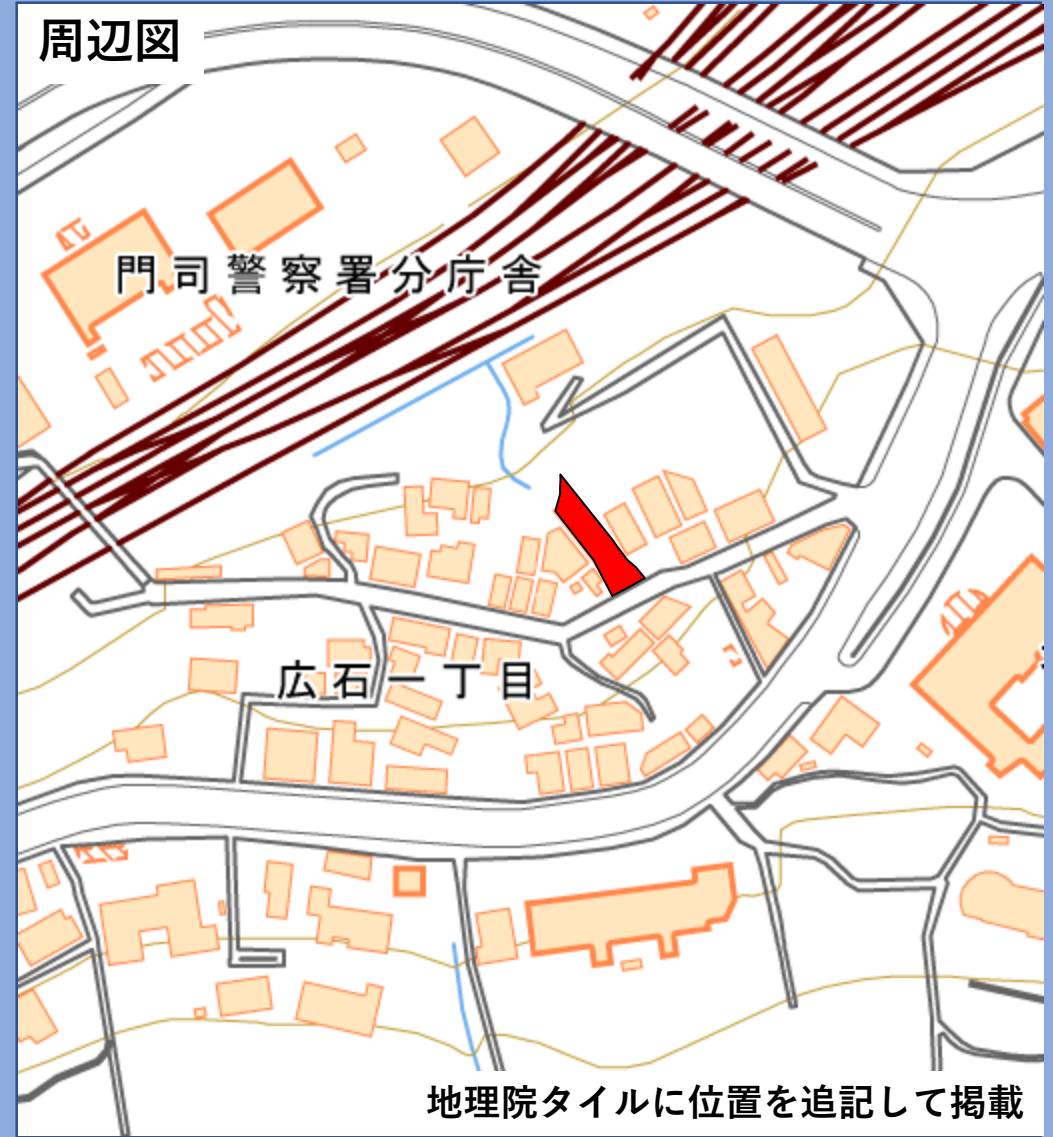 周辺図
門司警察署分庁舎
広石一丁目
地理院タイルに位置を追記して掲載